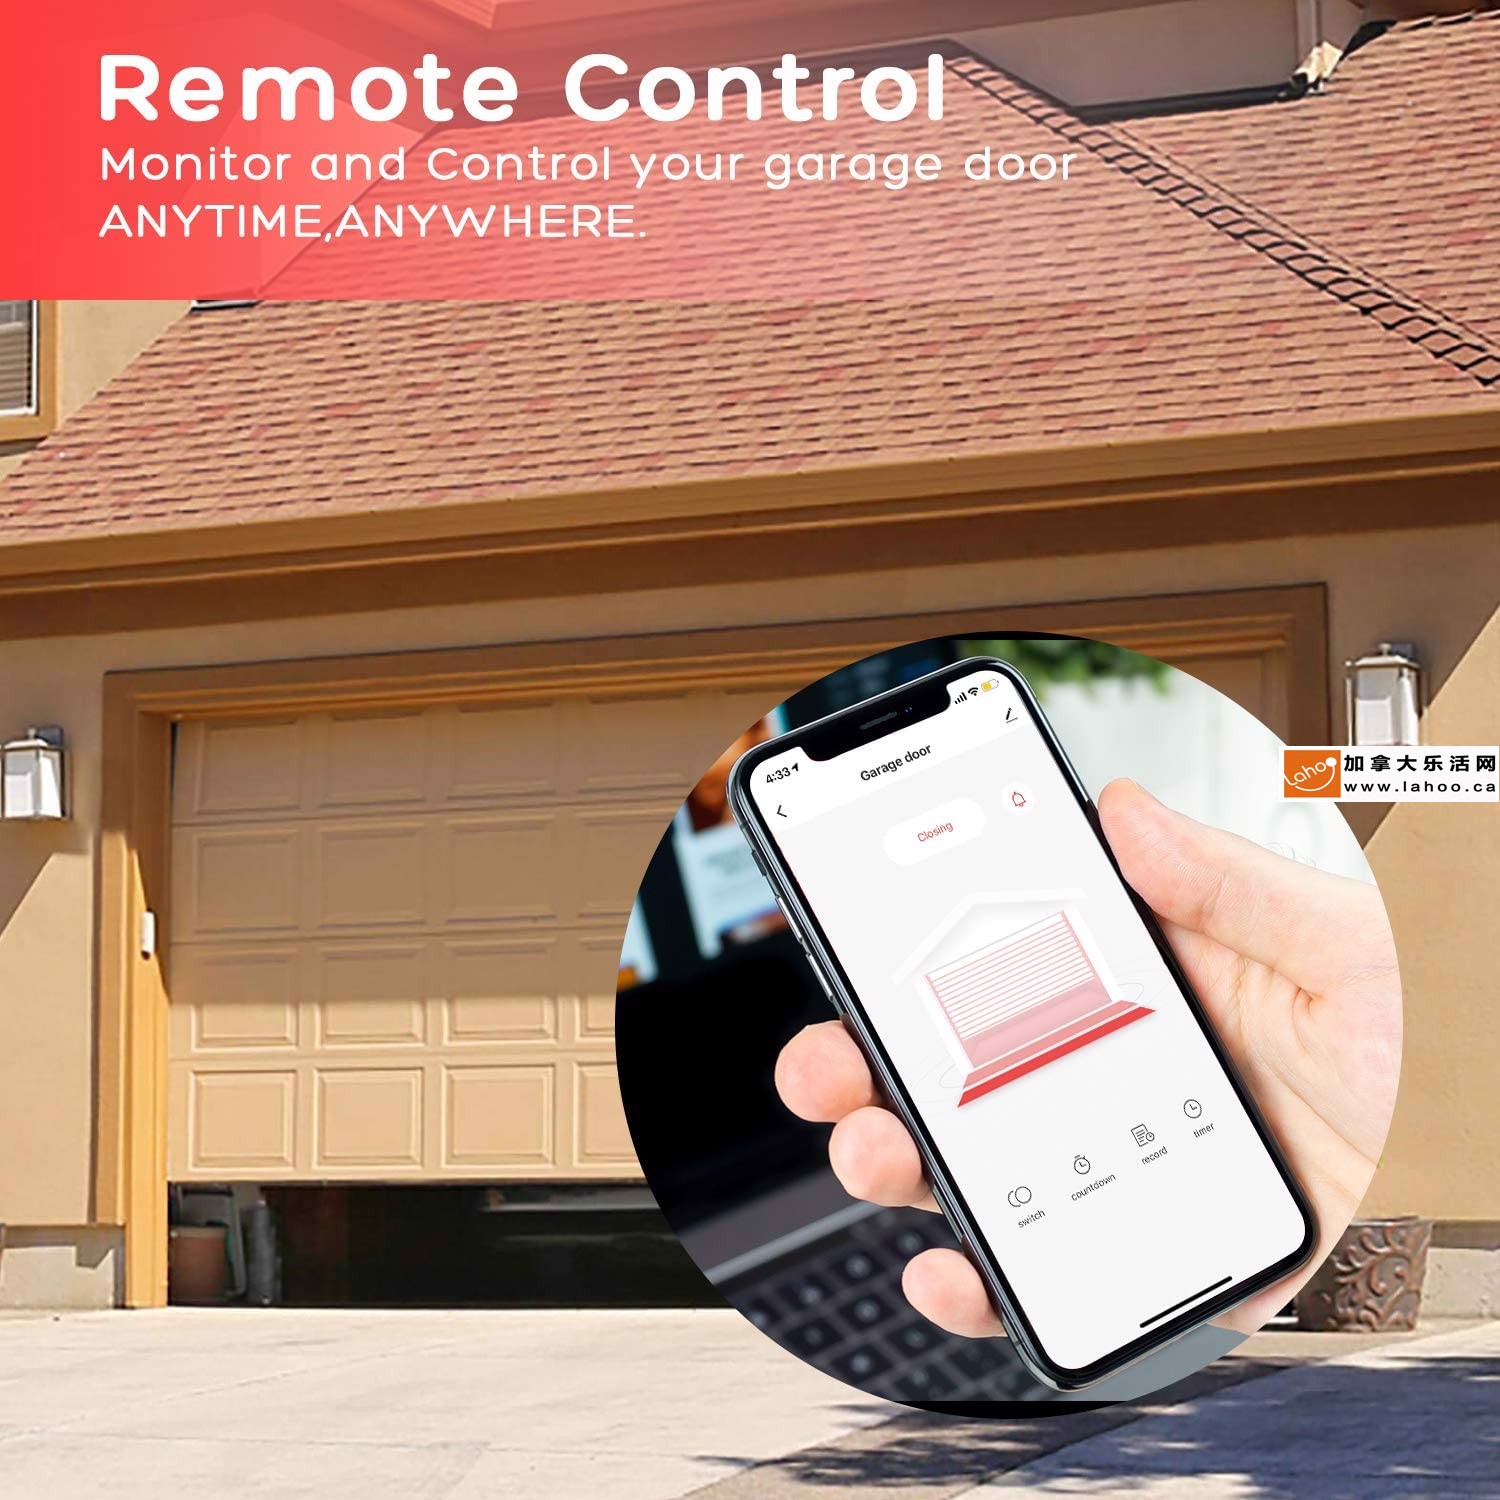 Remote Control
Monitor and Control your garage door
ANYTIME,ANYWHERE.
4:33
Garage door
Closing
Lahoo
加拿大乐活网
www.Lahoo.ca
switch
countdown
record
timer